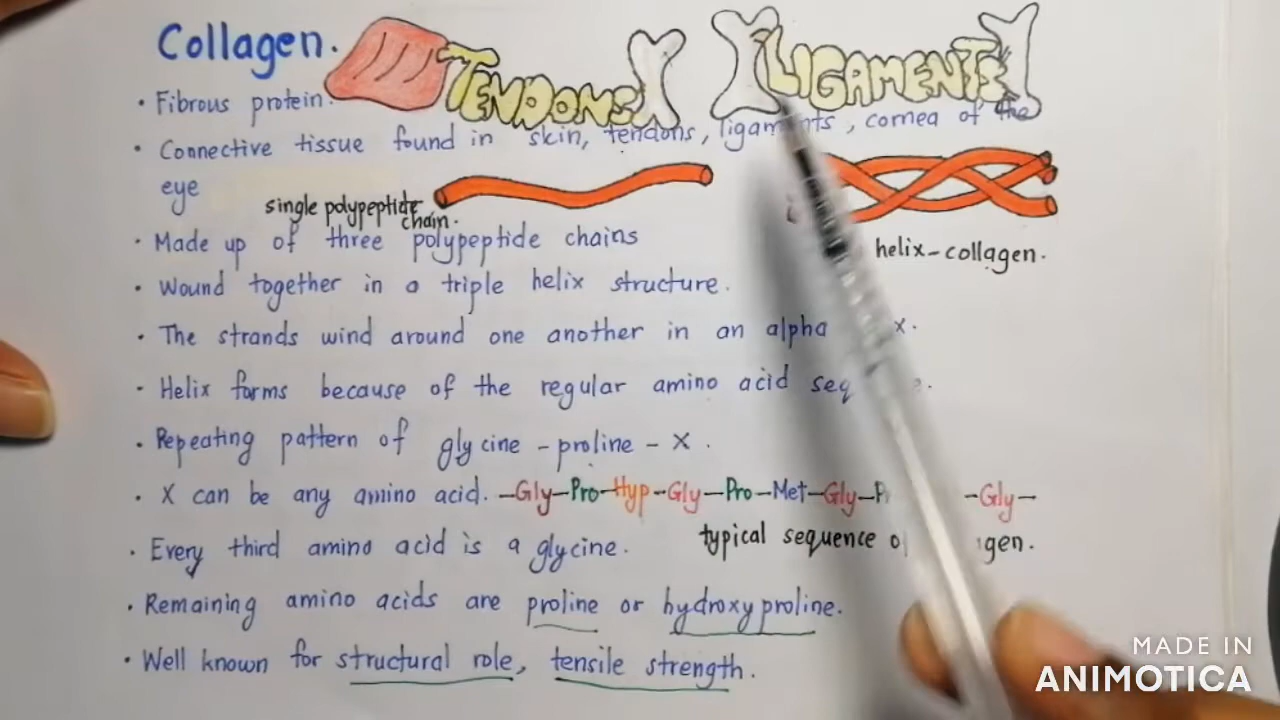 Collagen.
TENDONS
LIGAMENTS
• Fibrous protein.
• Connective tissue found in skin, tendons, ligaments, cornea of the
eye
single polypeptide
chain.
helix-collagen.
• Made up of three polypeptide chains
• Wound together in a triple helix structure.
• The strands wind around one another in an alpha x.
• Helix forms because of the regular amino acid seq
• Repeating pattern of glycine - proline - X.
• X can be any amino acid. -Gly-Pro-Hyp-Gly-Pro-Met-Gly-P -Gly-
typical sequence o gen.
• Every third amino acid is a glycine.
• Remaining amino acids are proline or hydroxyproline.
• Well known for structural role, tensile strength.
MADE IN
ANIMOTICA